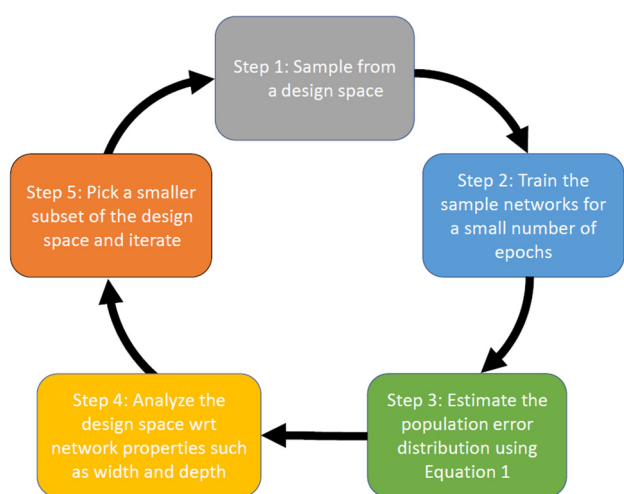 Step 1: Sample from
a design space
Step 2: Train the
sample networks for
a small number of
epochs
Step 3: Estimate the
population error
distribution using
Equation 1
Step 4: Analyze the
design space wrt
network properties such
as width and depth
Step 5: Pick a smaller
subset of the design
space and iterate